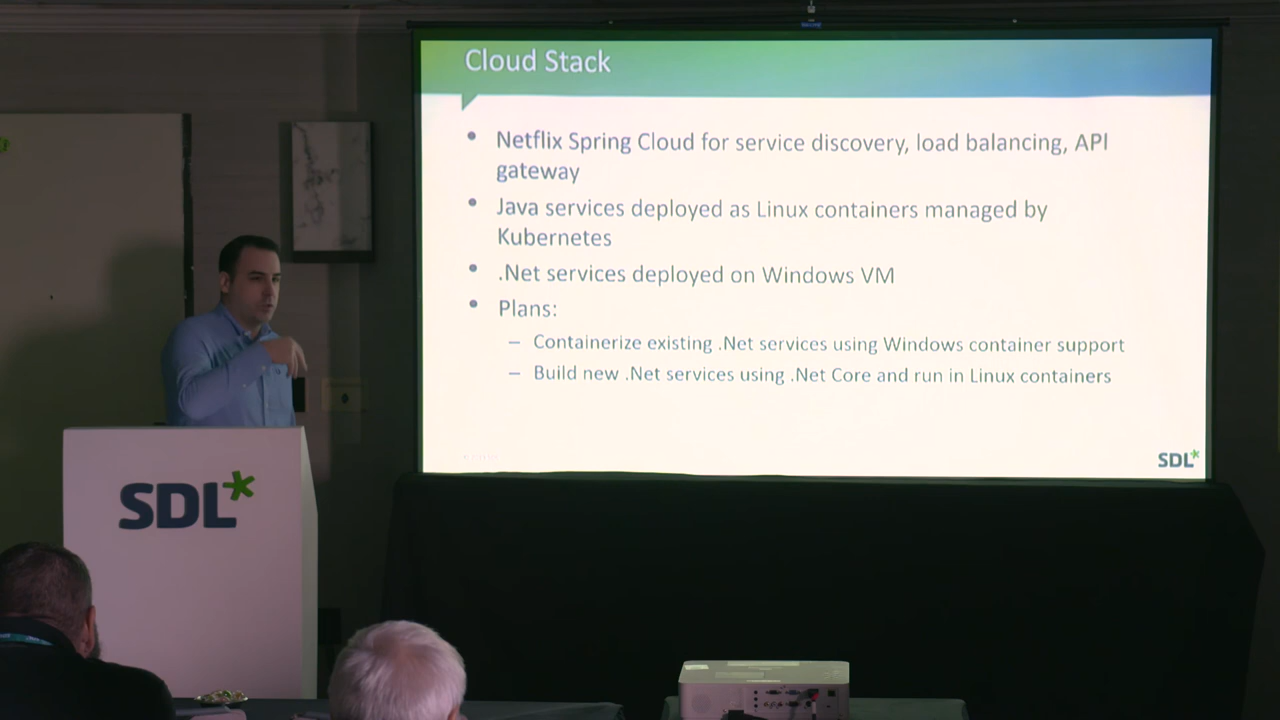 Cloud Stack
• Netflix Spring Cloud for service discovery, load balancing, API
gateway
• Java services deployed as Linux containers managed by
Kubernetes
• .Net services deployed on Windows VM
• Plans:
– Containerize existing .Net services using Windows container support
– Build new .Net services using .Net Core and run in Linux containers
SDL*
SDL*